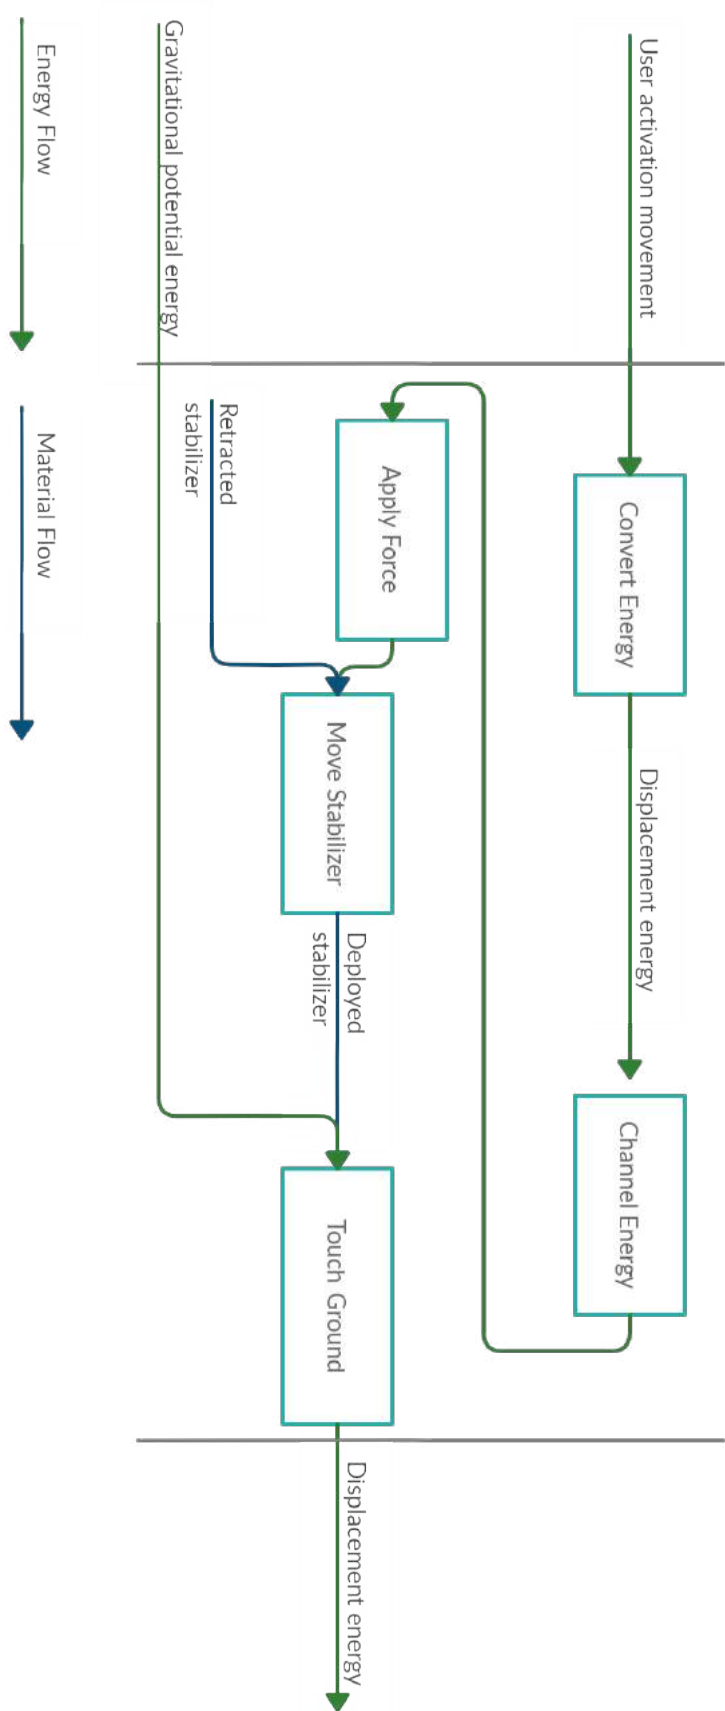 User activation movement
Convert Energy
Displacement energy
Channel Energy
Apply Force
Move Stabilizer
Deployed
stabilizer
Touch Ground
Displacement energy
Retracted
stabilizer
Gravitational potential energy
Energy Flow
Material Flow